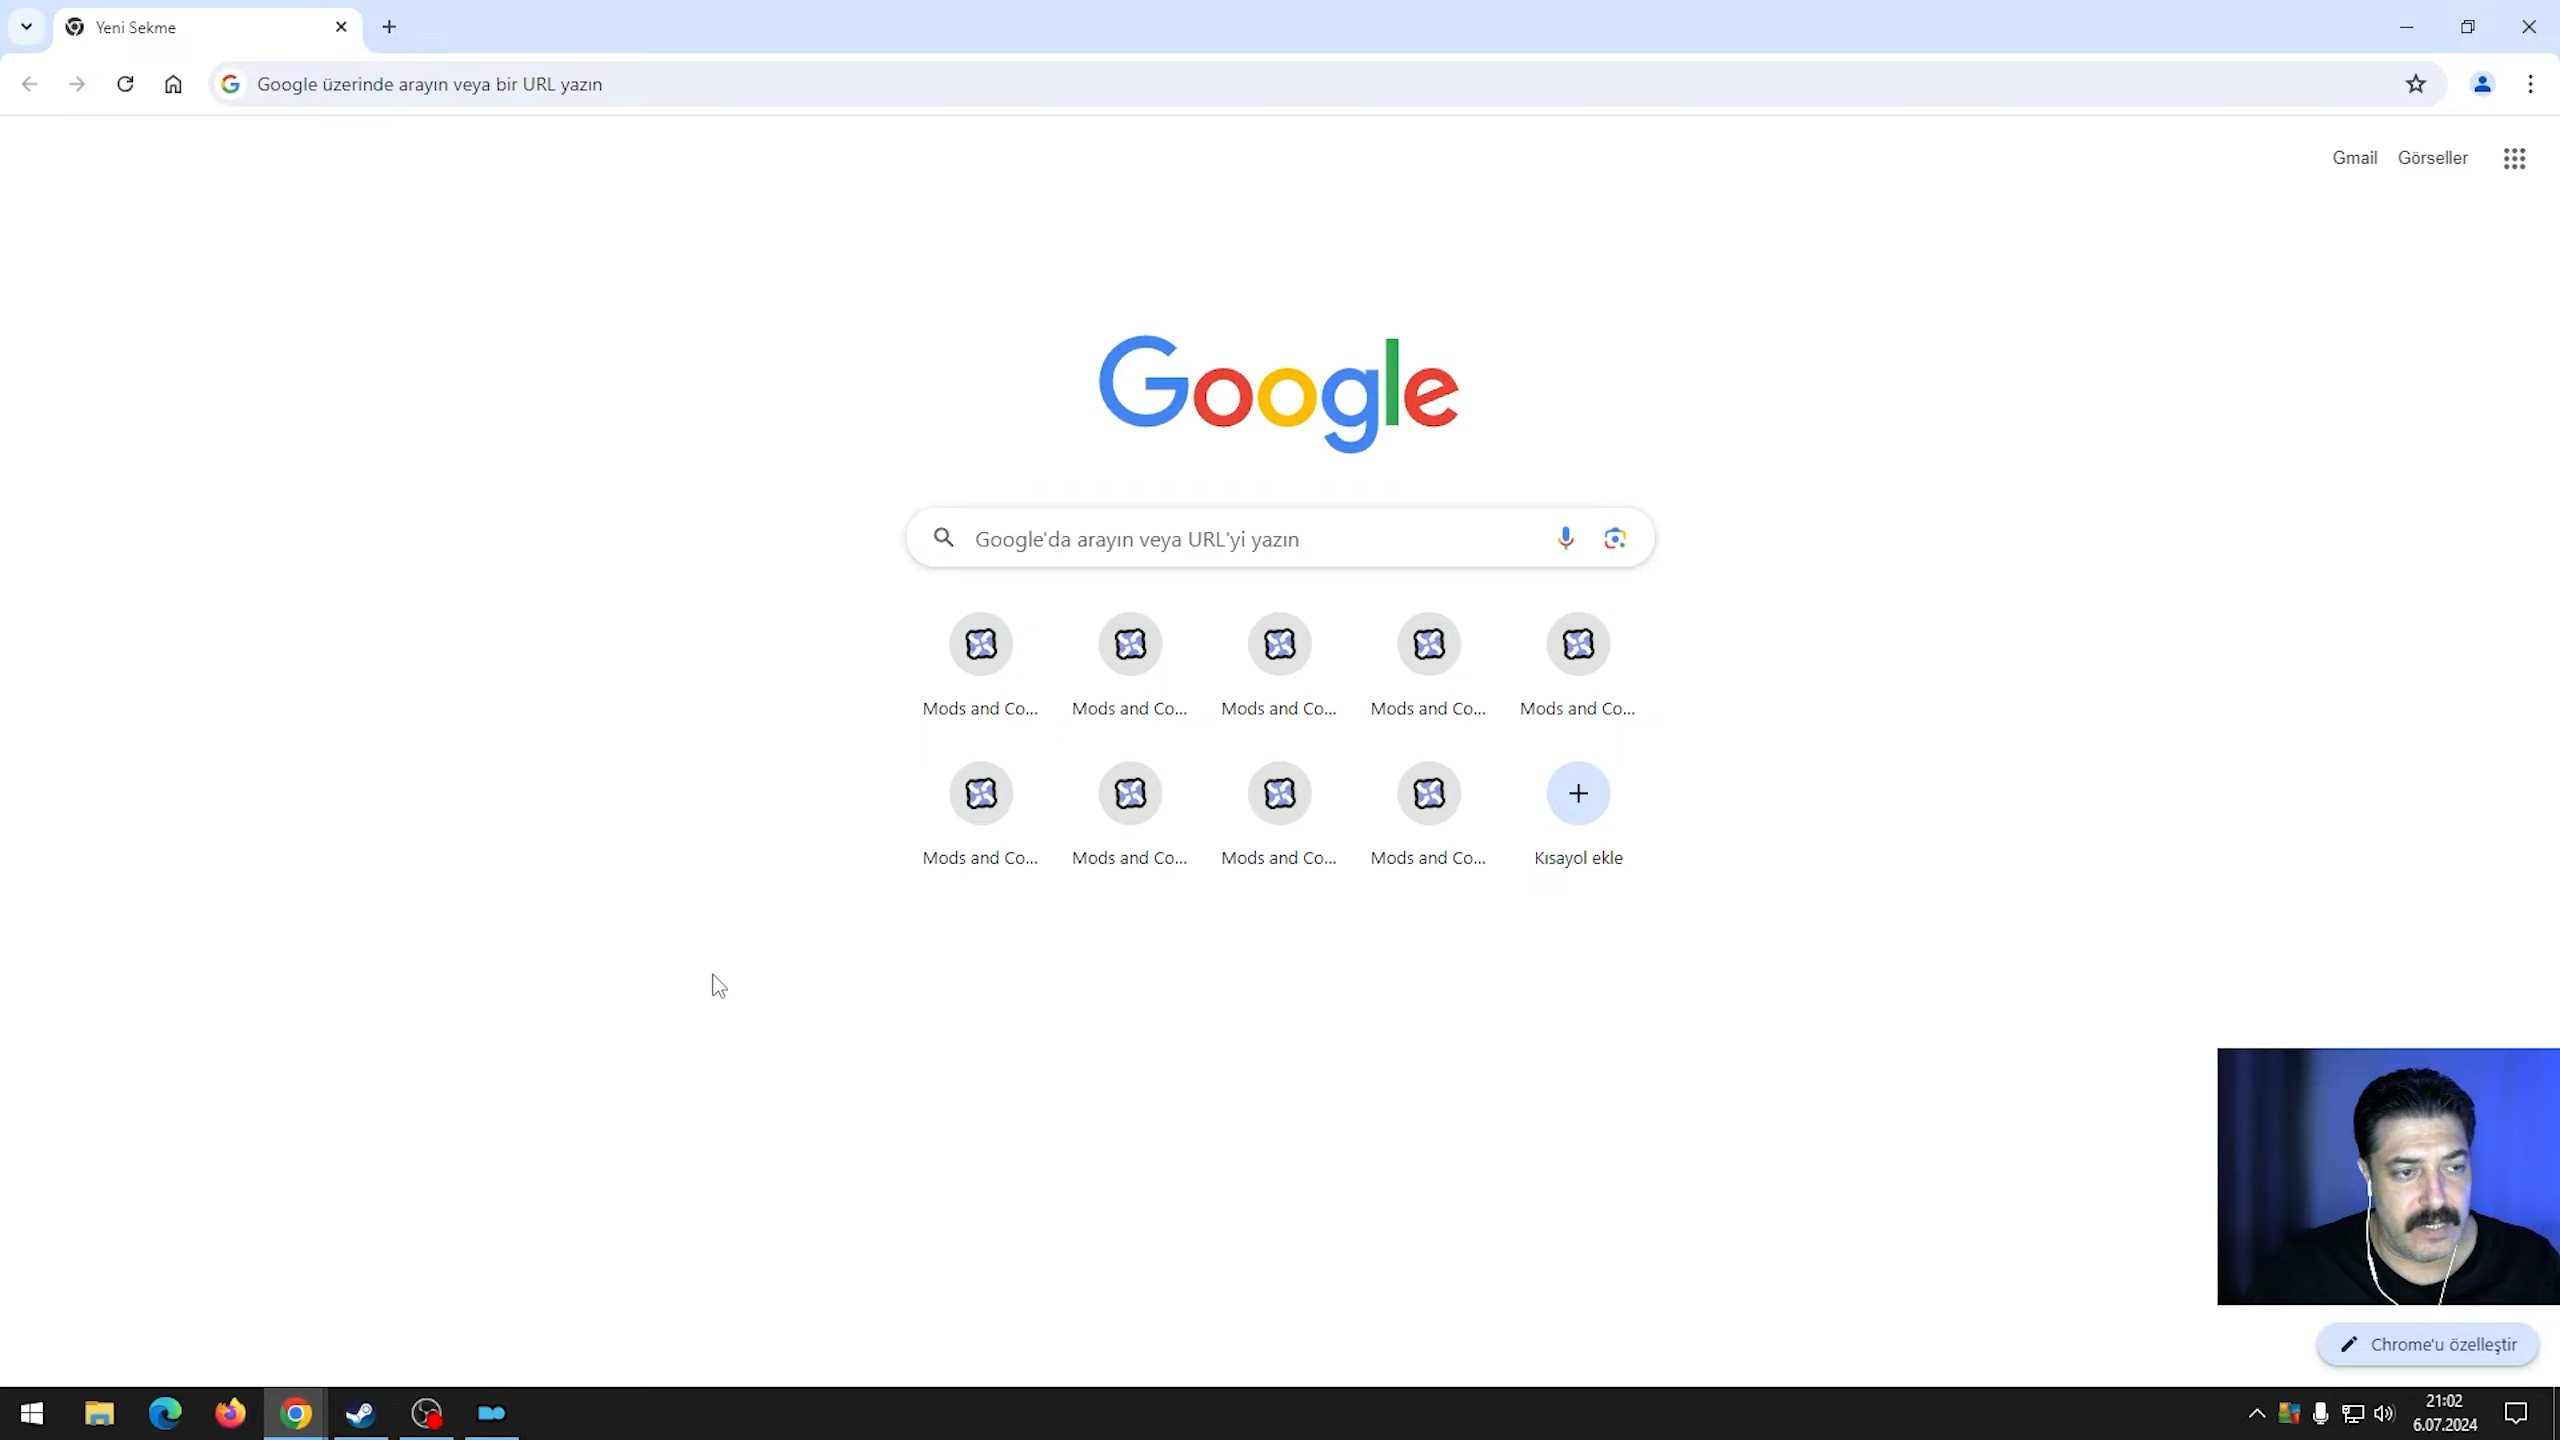 Yeni Sekme
Google üzerinde arayın veya bir URL yazın
Gmail Görseller
Google
Google'da arayın veya URL'yi yazın
Mods and Co... Mods and Co... Mods and Co... Mods and Co... Mods and Co...
Mods and Co... Mods and Co... Mods and Co... Mods and Co... Kısayol ekle
Chrome'u özelleştir
21:02
6.07.2024